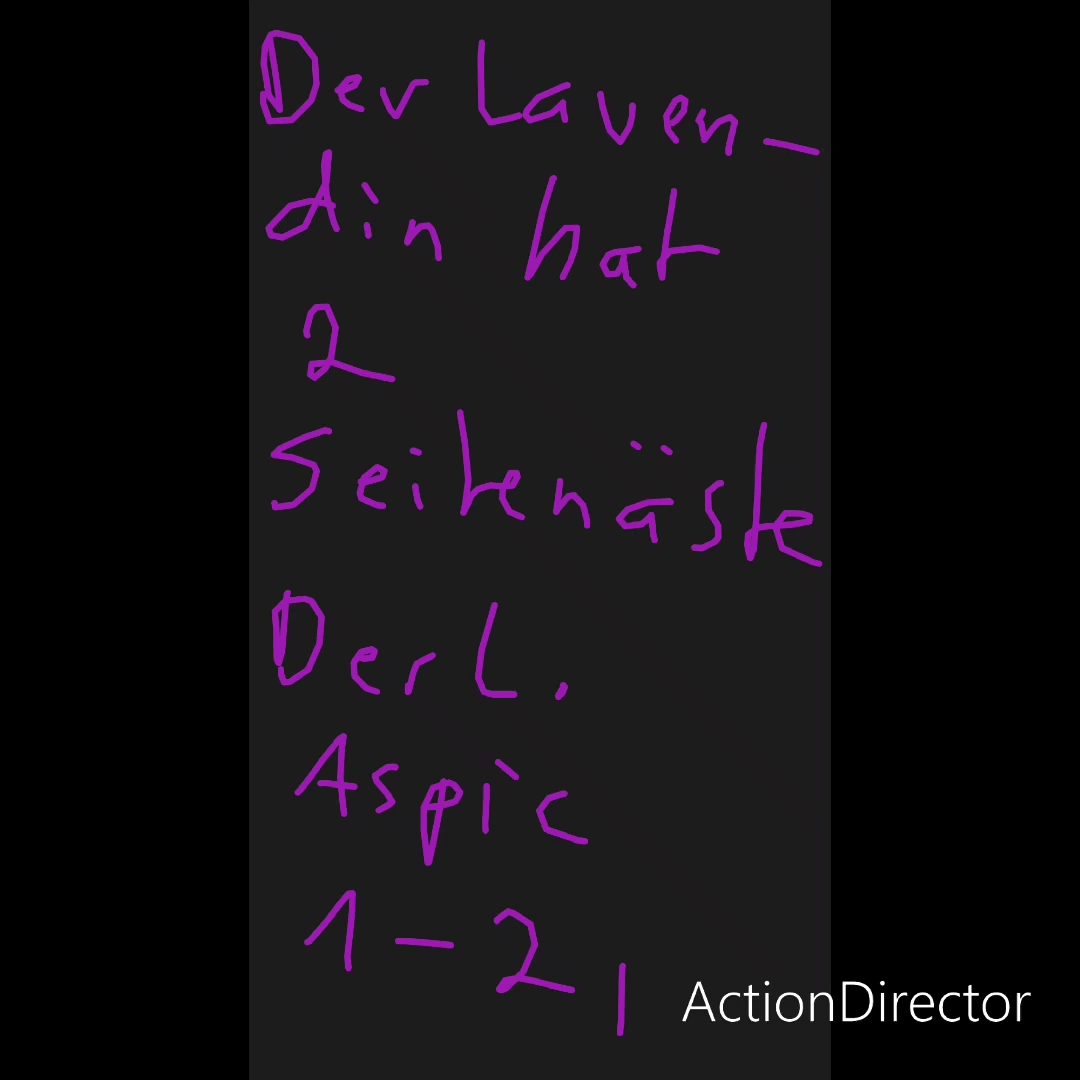 Der Laven-
din hat
2
Seitenäste
Der L.
Aspic
1-2,
ActionDirector